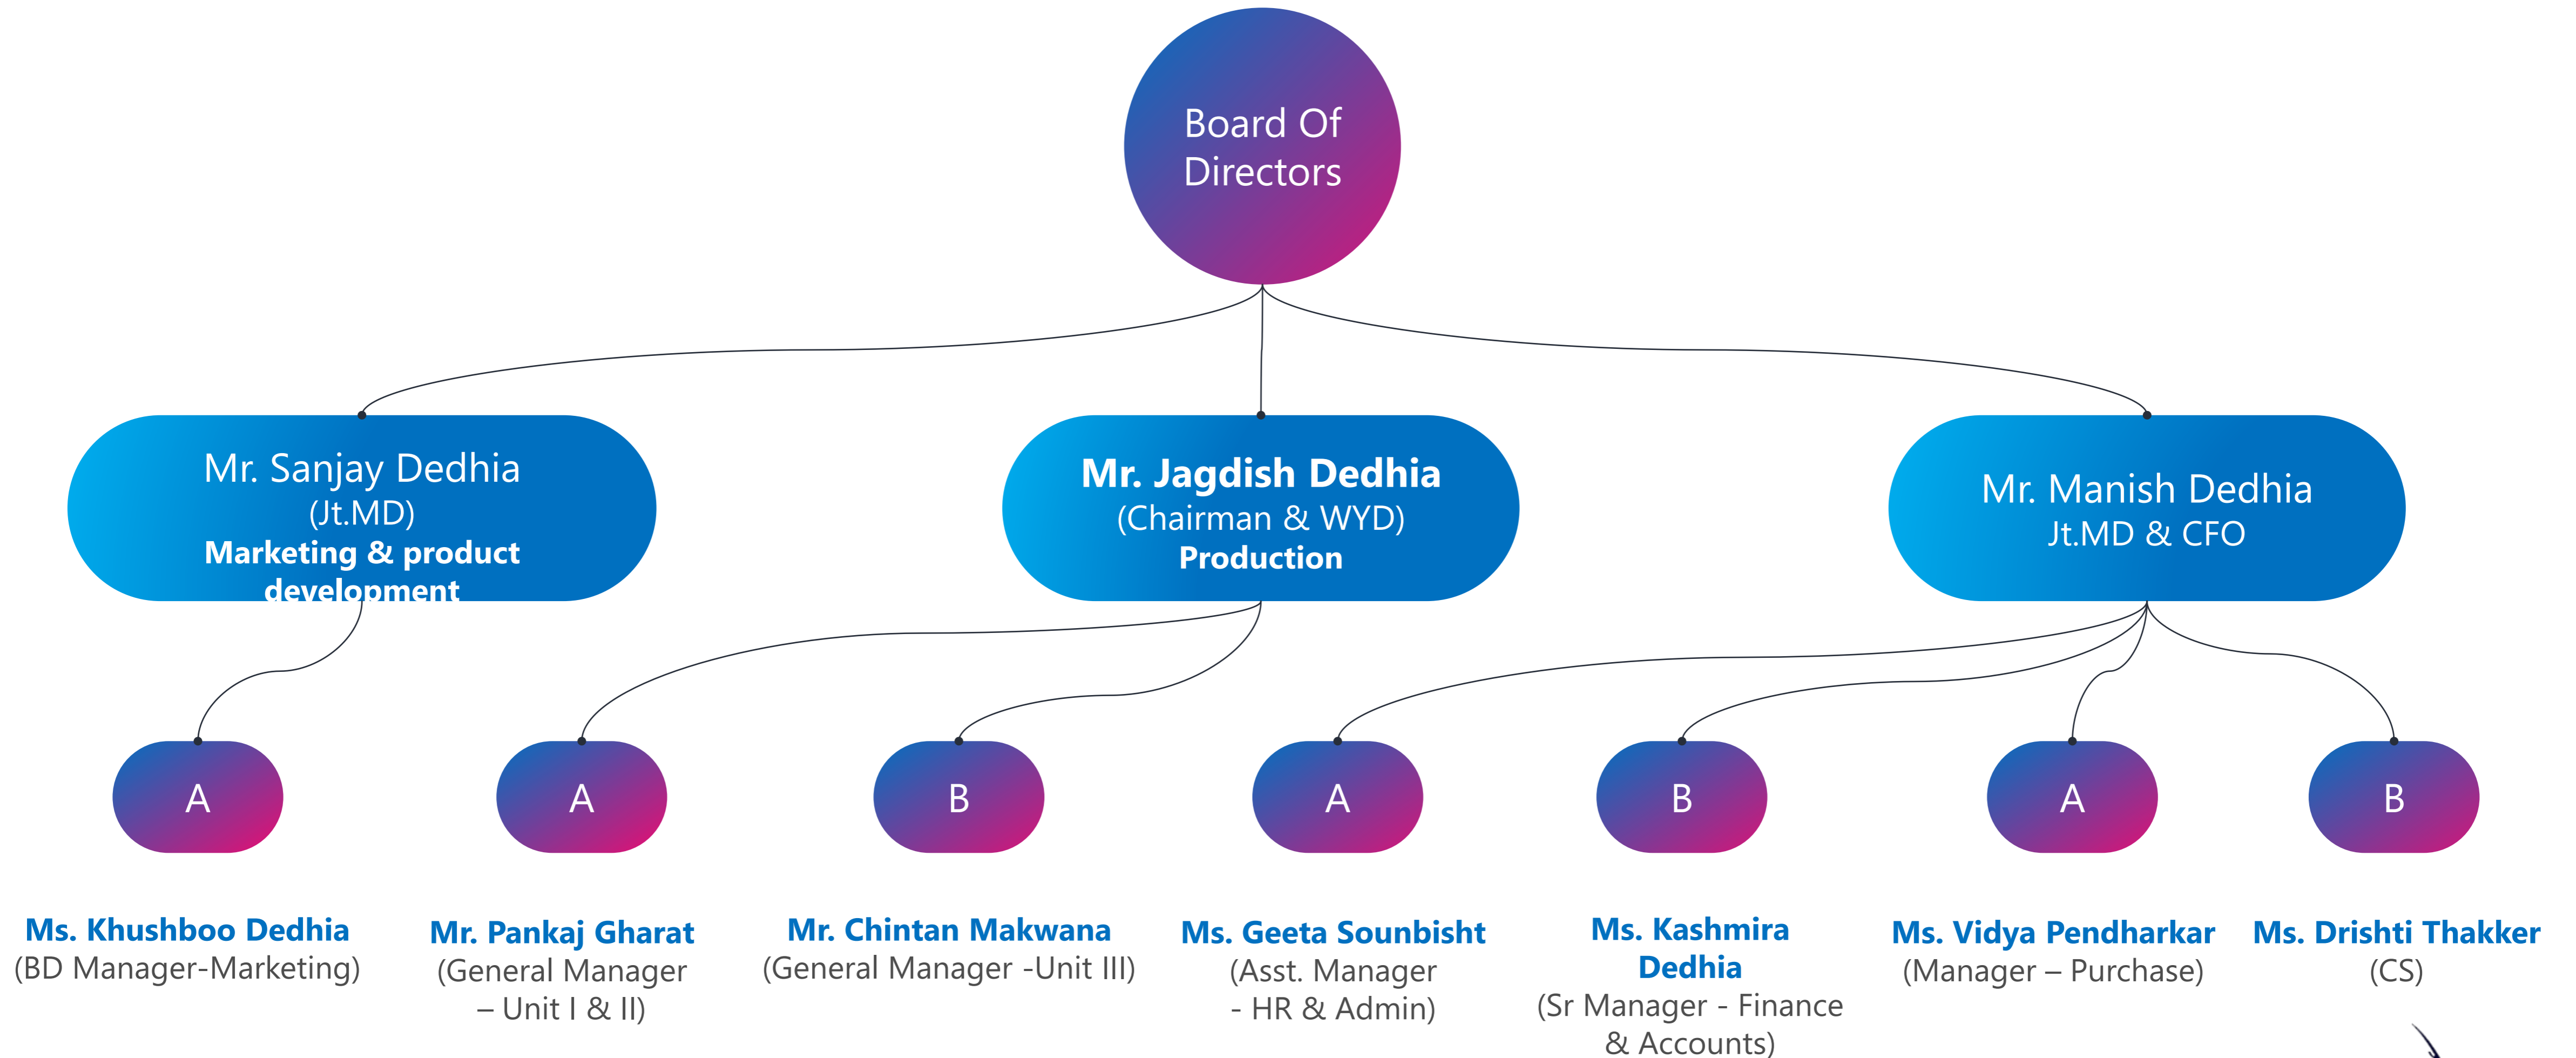 Board Of
Directors
Mr. Sanjay Dedhia
(Jt.MD)
Marketing & product
development
Mr. Jagdish Dedhia
(Chairman & WYD)
Production
Mr. Manish Dedhia
Jt.MD & CFO
A
A
B
A
B
A
B
Ms. Khushboo Dedhia
(BD Manager-Marketing)
Mr. Pankaj Gharat
(General Manager
– Unit I & II)
Mr. Chintan Makwana
(General Manager -Unit III)
Ms. Geeta Sounbisht
(Asst. Manager
- HR & Admin)
Ms. Kashmira
Dedhia
(Sr Manager - Finance
& Accounts)
Ms. Vidya Pendharkar
(Manager – Purchase)
Ms. Drishti Thakker
(CS)